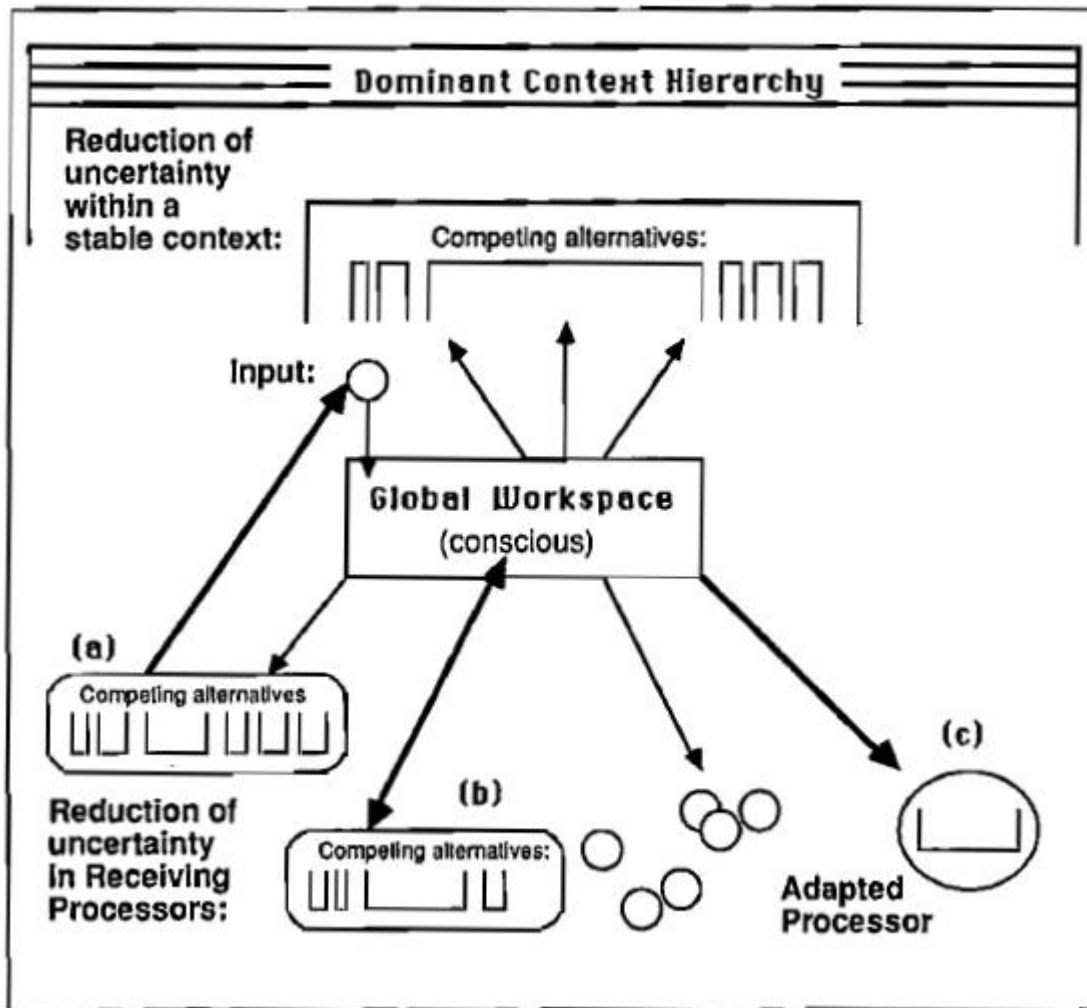 Dominant Context Hierarchy
Reduction of
uncertainty
within a
stable context:
Competing alternatives:
Input:
Global Workspace
(conscious)
(a)
Competing alternatives
(b)
Competing alternatives:
(c)
Reduction of
uncertainty
in Receiving
Processors:
Adapted
Processor